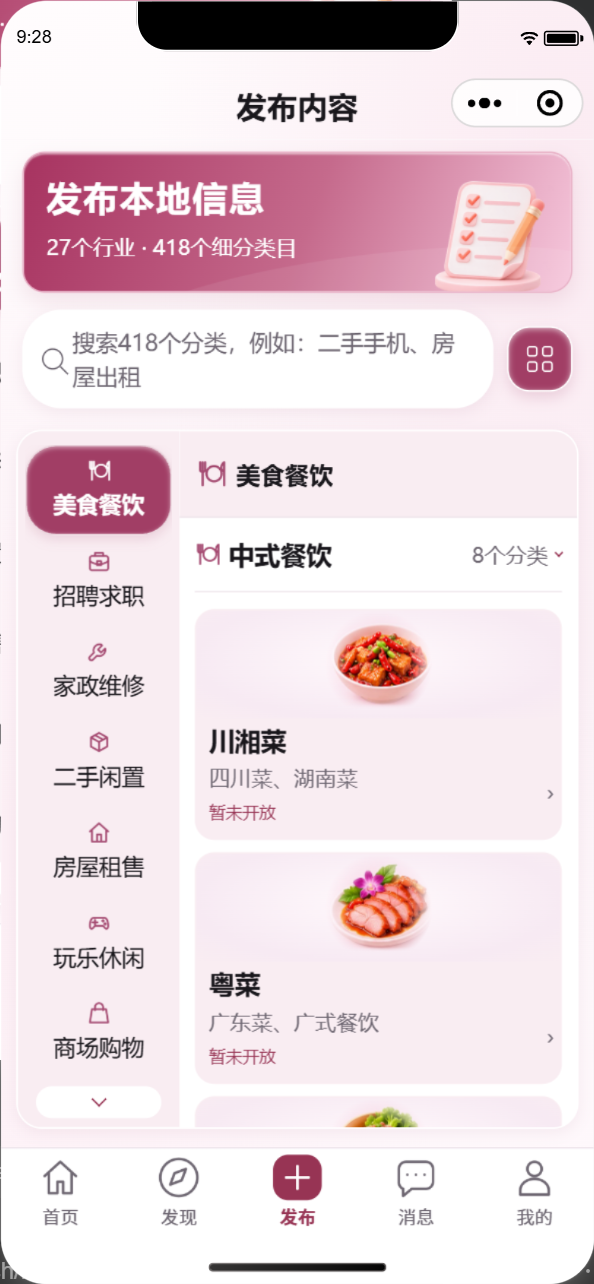 9:28
发布内容
发布本地信息
27个行业 · 418个细分类目
搜索418个分类，例如：二手手机、房
屋出租
美食餐饮
招聘求职
家政维修
二手闲置
房屋租售
玩乐休闲
商场购物
美食餐饮
中式餐饮
8个分类
川湘菜
四川菜、湖南菜
暂未开放
粤菜
广东菜、广式餐饮
暂未开放
首页
发现
发布
消息
我的